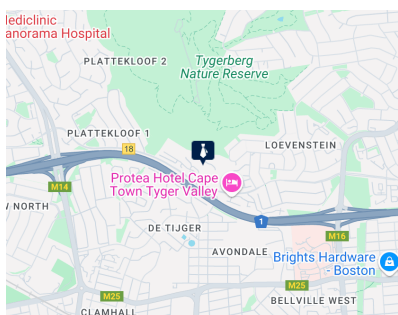 Mediclinic
anorama Hospital
PLATTEKLOOF 2
Tygerberg
Nature Reserve
PLATTEKLOOF 1
18
LOEVENSTEIN
M14
Protea Hotel Cape
Town Tyger Valley
W NORTH
1
M16
DE TIJGER
AVONDALE
Brights Hardware
- Boston
M25
M25
BELLVILLE WEST
CLAMHALL